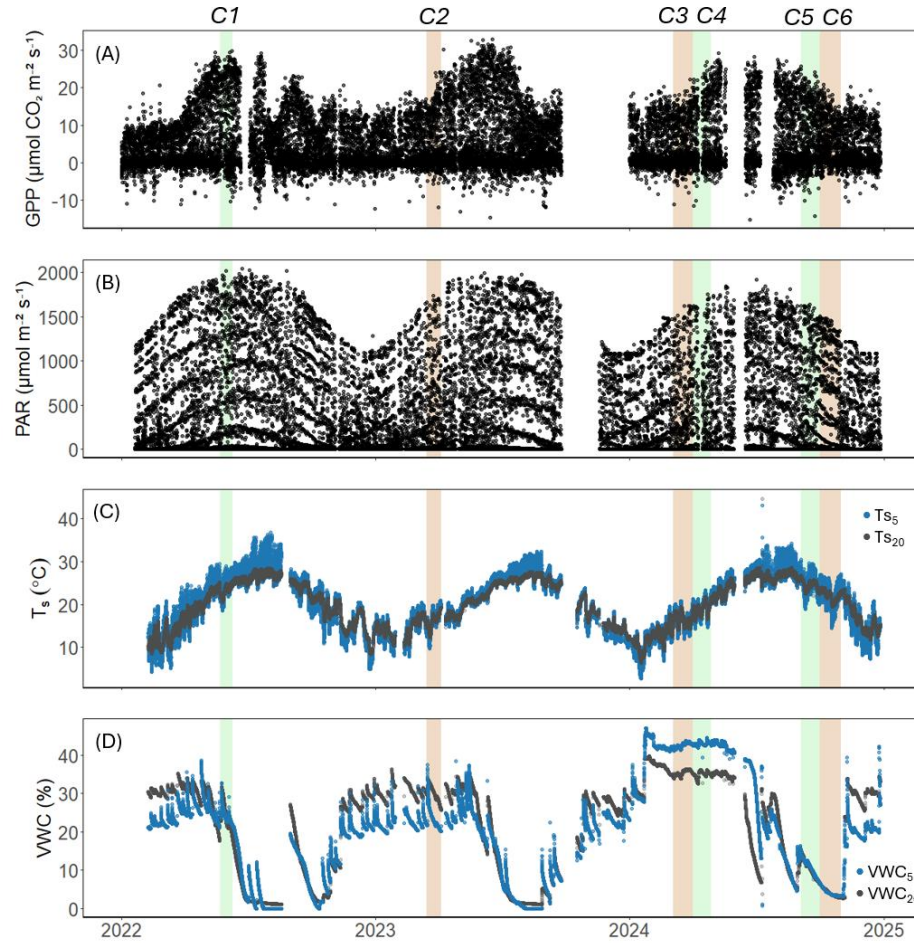 C1 C2 C3 C4 C5 C6
(A)
GPP (µmol CO₂ m⁻² s⁻¹)
30
20
10
0
-10
(B)
PAR (µmol m⁻² s⁻¹)
2000
1500
1000
500
0
(C)
Tₛ (°C)
40
30
20
10
Ts₅
Ts₂₀
(D)
VWC (%)
40
30
20
10
0
VWC₅
VWC₂
2022 2023 2024 2025